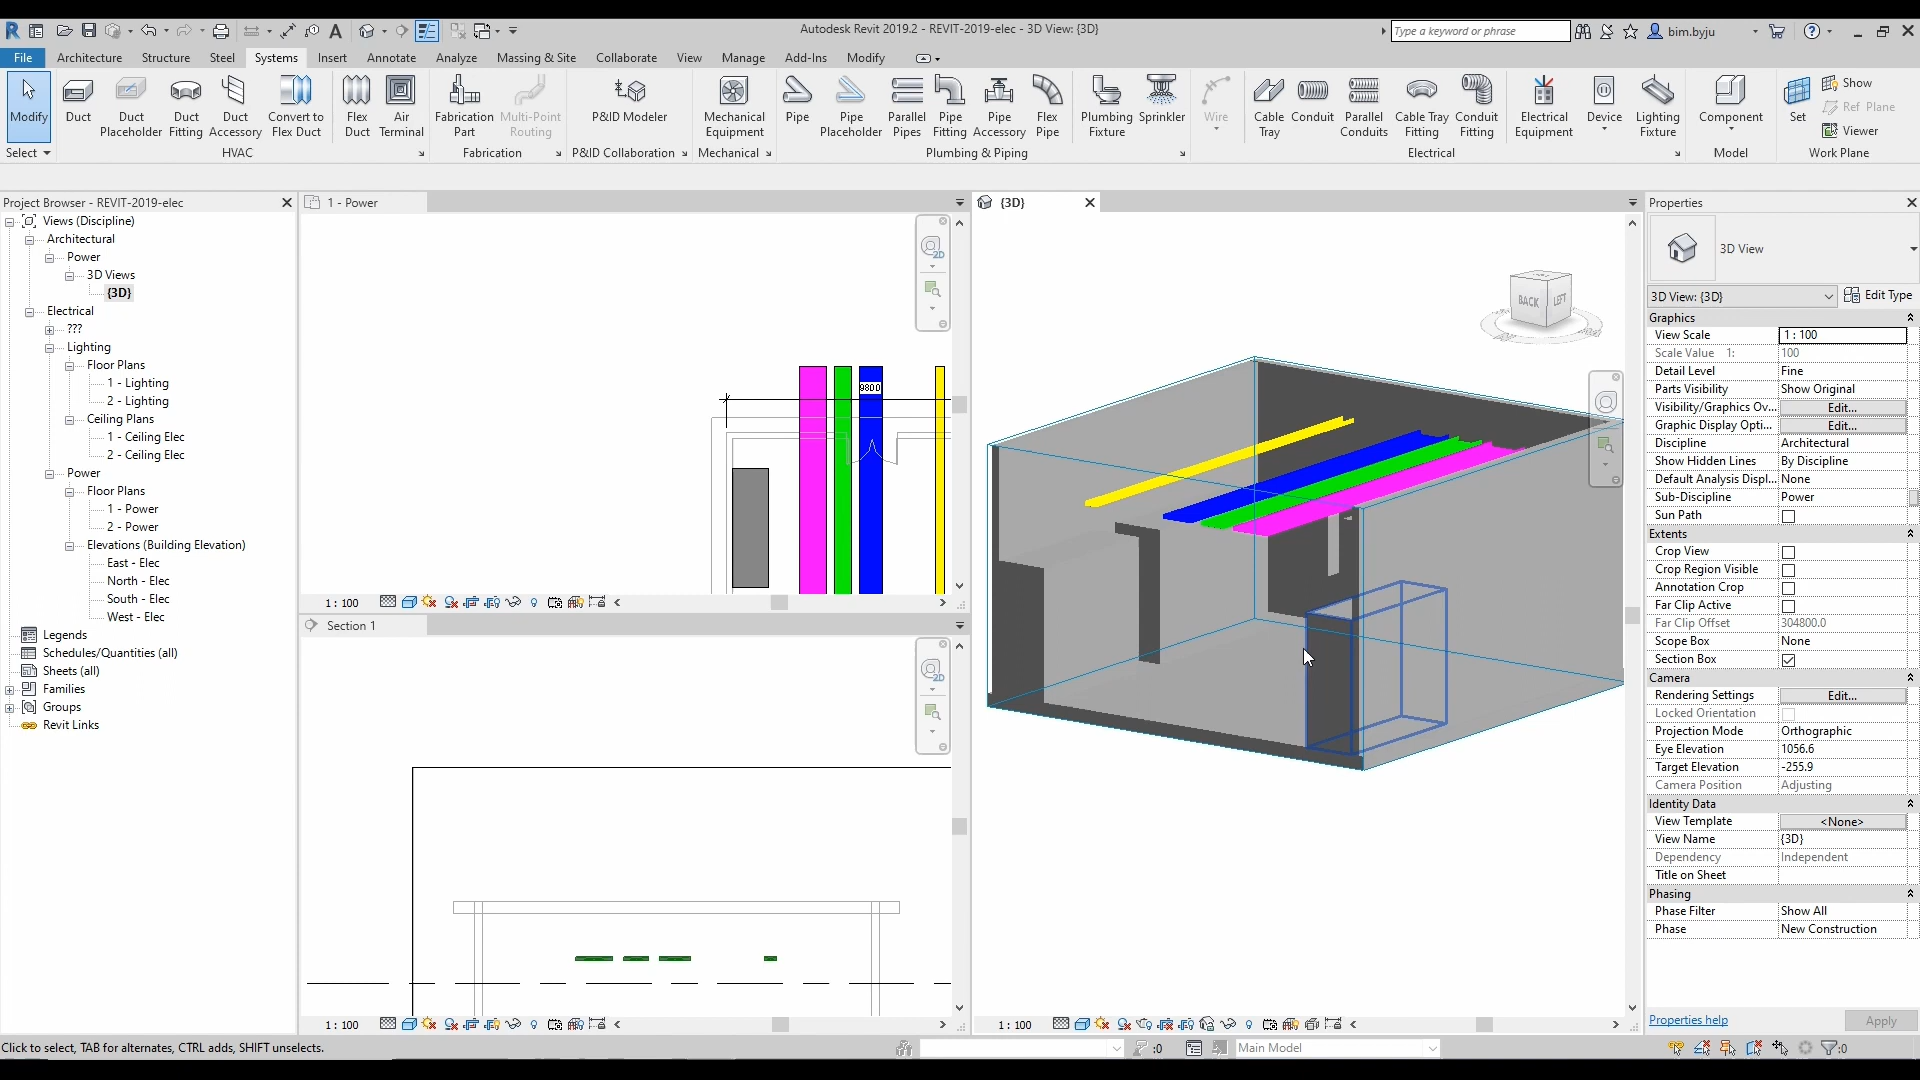 Autodesk Revit 2019.2 - REVIT-2019-elec - 3D View: {3D}
Type a keyword or phrase
bim.byju
File Architecture Structure Steel Systems Insert Annotate Analyze Massing & Site Collaborate View Manage Add-Ins Modify
Modify
Duct
Duct Placeholder
Duct Fitting
Duct Accessory
Convert to Flex Duct
Flex Duct
Air Terminal
Fabrication Part
Multi-Point Routing
P&ID Modeler
Mechanical Equipment
Pipe
Pipe Placeholder
Parallel Pipes
Pipe Fitting
Pipe Accessory
Flex Pipe
Plumbing Fixture
Sprinkler
Wire
Cable Tray
Conduit
Parallel Conduits
Cable Tray Fitting
Conduit Fitting
Electrical Equipment
Device
Lighting Fixture
Component
Set
Show
Ref Plane
Viewer
Select HVAC Fabrication P&ID Collaboration Mechanical Plumbing & Piping Electrical Model Work Plane
Project Browser - REVIT-2019-elec
Views (Discipline)
Architectural
Power
3D Views
{3D}
Electrical
???
Lighting
Floor Plans
1 - Lighting
2 - Lighting
Ceiling Plans
1 - Ceiling Elec
2 - Ceiling Elec
Power
Floor Plans
1 - Power
2 - Power
Elevations (Building Elevation)
East - Elec
North - Elec
South - Elec
West - Elec
Legends
Schedules/Quantities (all)
Sheets (all)
Families
Groups
Revit Links
1 - Power
2D
9800
1 : 100
Section 1
2D
1 : 100
{3D}
BACK LEFT
1 : 100
Properties
3D View
3D View: {3D} Edit Type
Graphics
View Scale 1 : 100
Scale Value 1: 100
Detail Level Fine
Parts Visibility Show Original
Visibility/Graphics Ov... Edit...
Graphic Display Opti... Edit...
Discipline Architectural
Show Hidden Lines By Discipline
Default Analysis Displ... None
Sub-Discipline Power
Sun Path
Extents
Crop View
Crop Region Visible
Annotation Crop
Far Clip Active
Far Clip Offset 304800.0
Scope Box None
Section Box
Camera
Rendering Settings Edit...
Locked Orientation
Projection Mode Orthographic
Eye Elevation 1056.6
Target Elevation -255.9
Camera Position Adjusting
Identity Data
View Template <None>
View Name {3D}
Dependency Independent
Title on Sheet
Phasing
Phase Filter Show All
Phase New Construction
Properties help Apply
Click to select, TAB for alternates, CTRL adds, SHIFT unselects.
:0
Main Model
:0